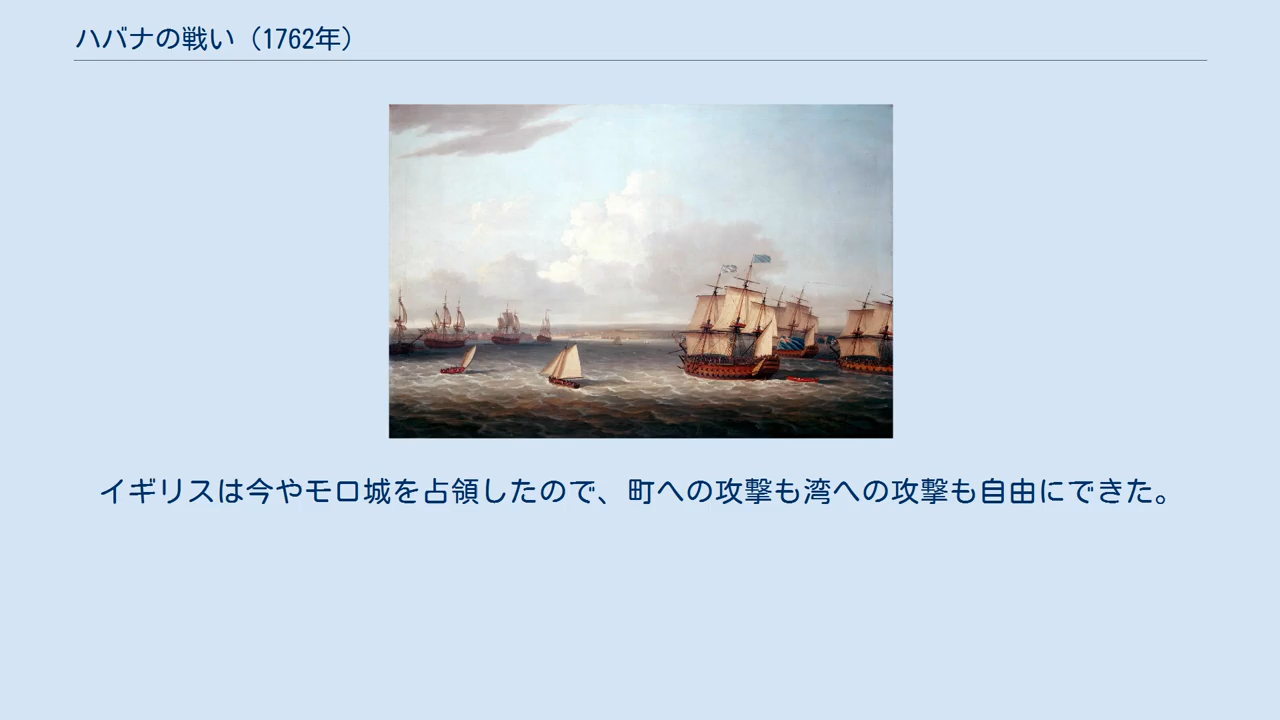 ハバナの戦い（1762年）
イギリスは今やモロ城を占領したので、町への攻撃も湾への攻撃も自由にできた。